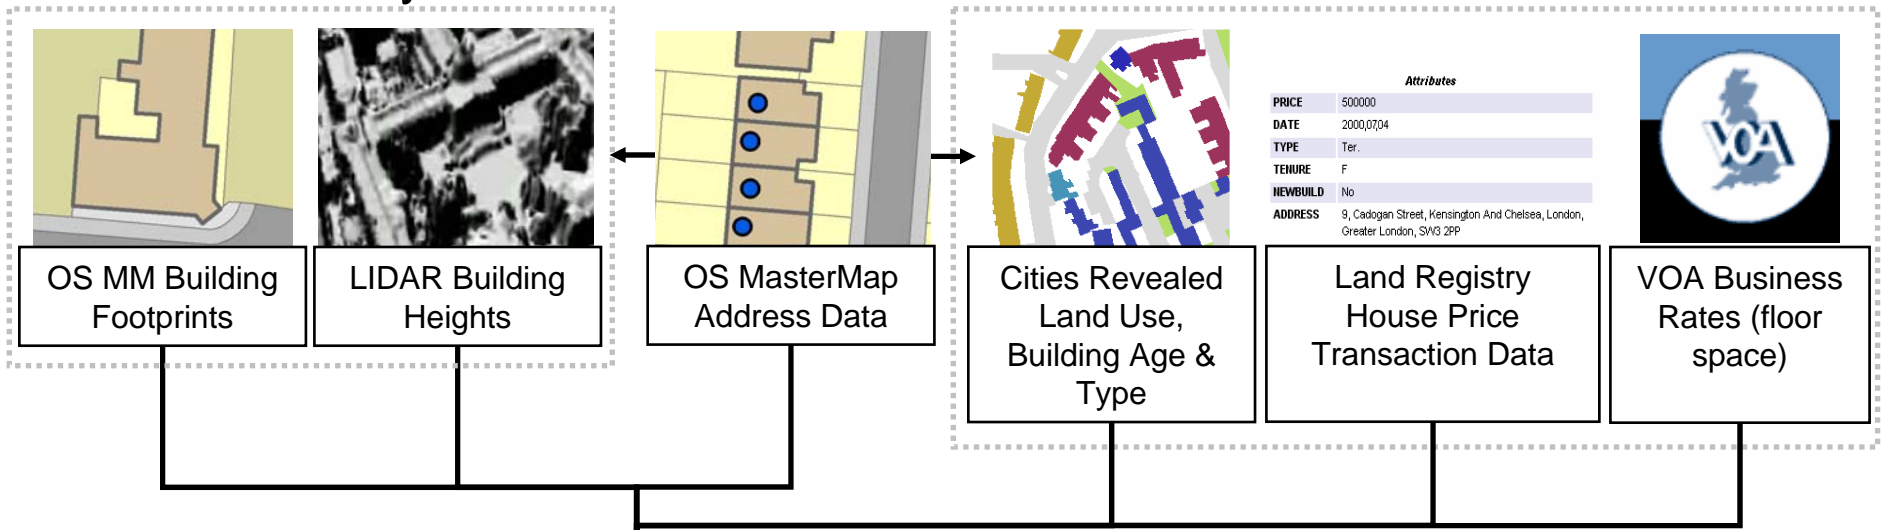 OS MM Building
Footprints
LIDAR Building
Heights
OS MasterMap
Address Data
Cities Revealed
Land Use,
Building Age &
Type
Attributes
PRICE 500000
DATE 2000,07,04
TYPE Ter.
TENURE F
NEWBUILD No
ADDRESS 9, Cadogan Street, Kensington And Chelsea, London,
Greater London, SW3 2PP
Land Registry
House Price
Transaction Data
VOA
VOA Business
Rates (floor
space)